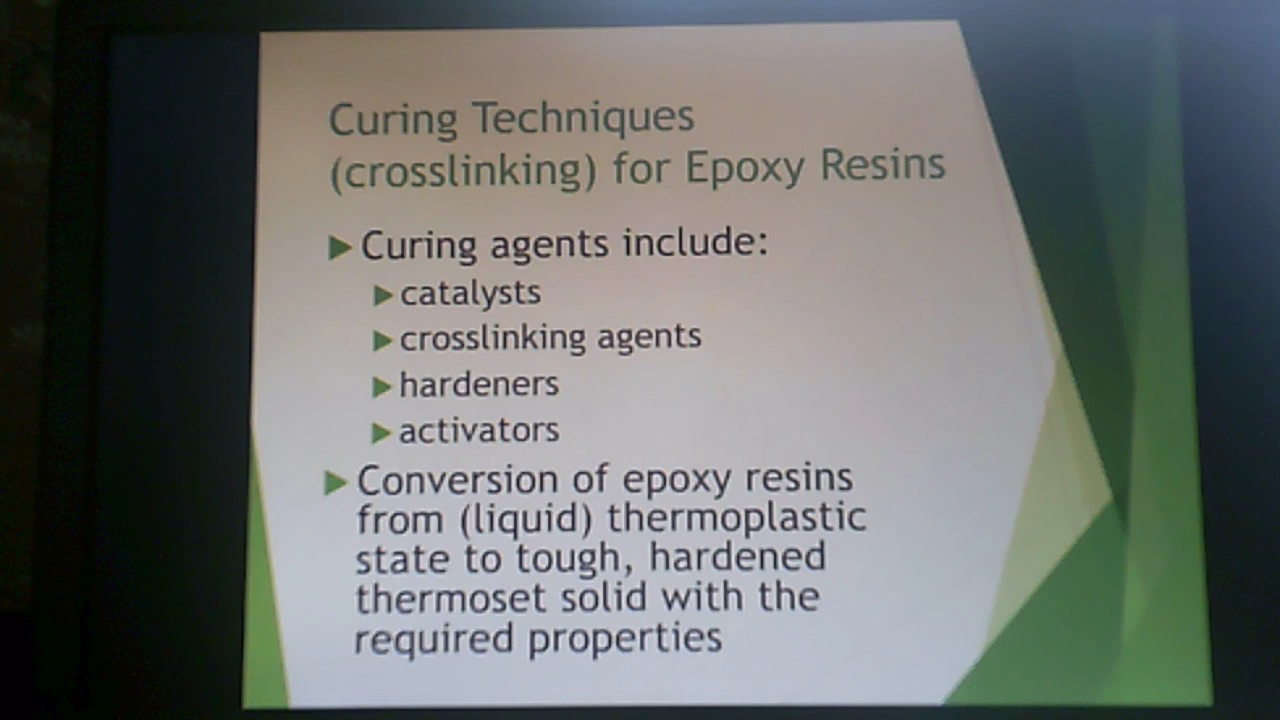 Curing Techniques
(crosslinking) for Epoxy Resins
Curing agents include:
catalysts
crosslinking agents
hardeners
activators
Conversion of epoxy resins
from (liquid) thermoplastic
state to tough, hardened
thermoset solid with the
required properties